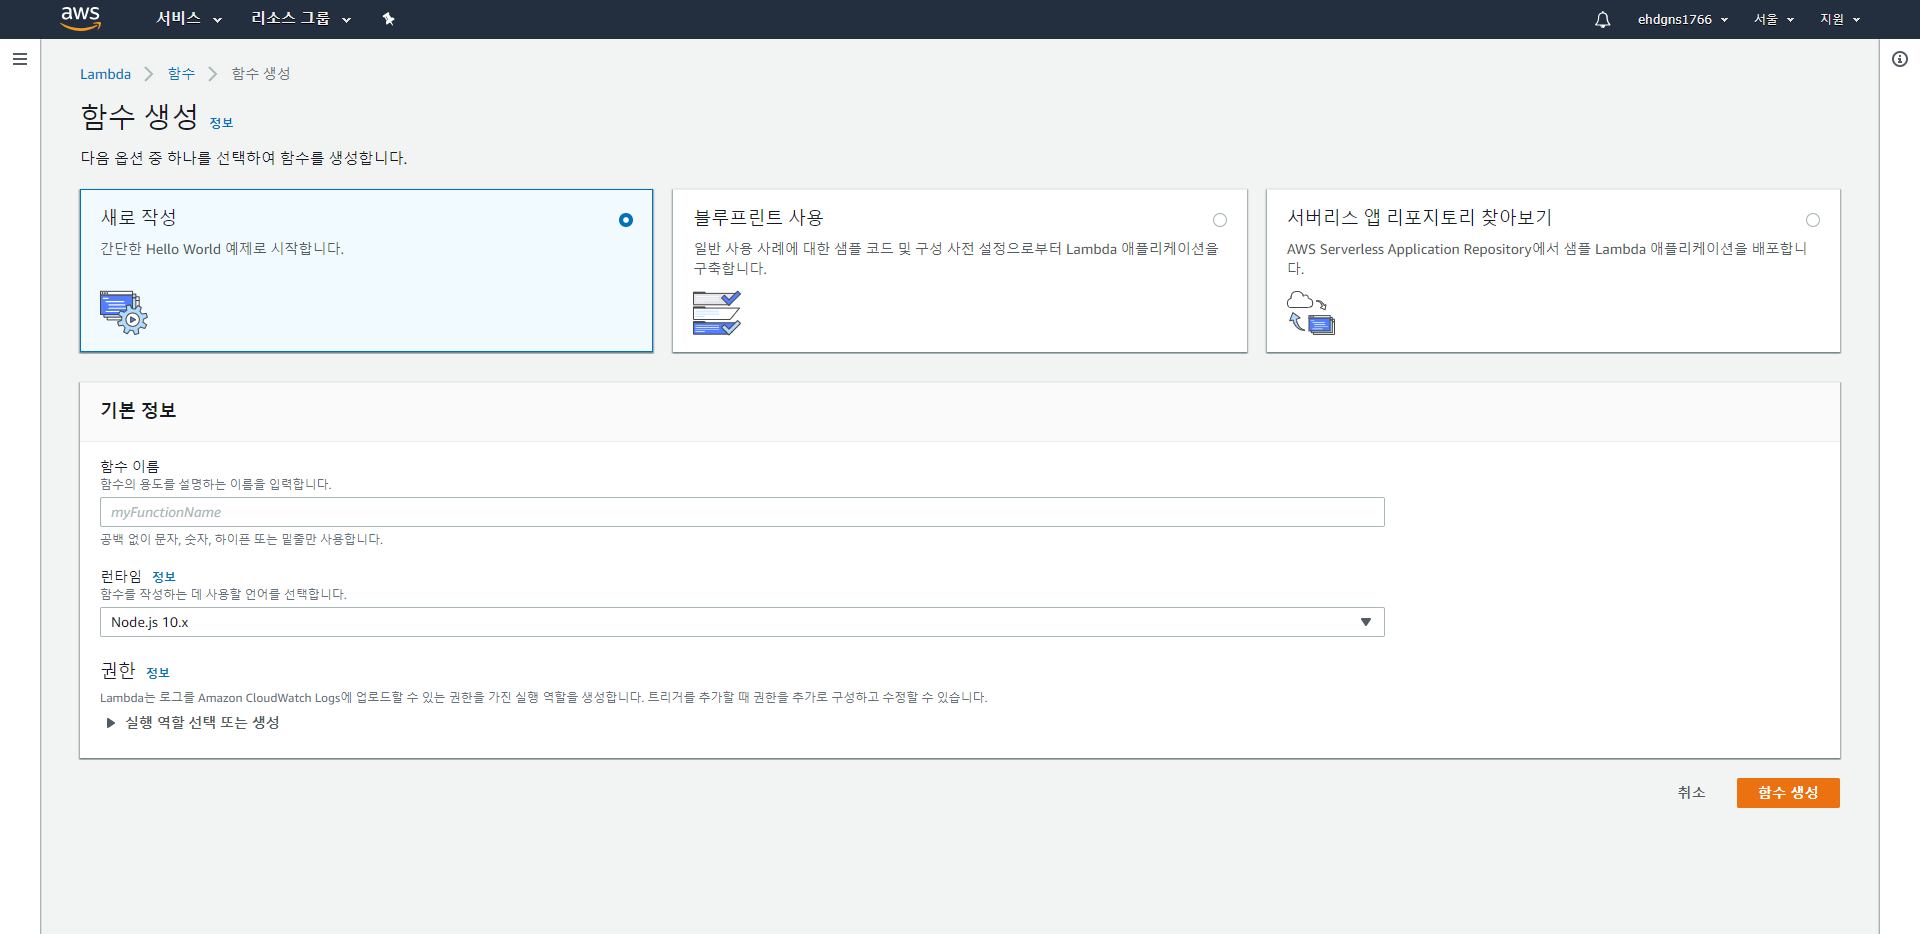 aws 서비스 리소스 그룹 ehdgns1766 서울 지원
Lambda 함수 함수 생성
함수 생성 정보
다음 옵션 중 하나를 선택하여 함수를 생성합니다.
새로 작성
간단한 Hello World 예제로 시작합니다.
블루프린트 사용
일반 사용 사례에 대한 샘플 코드 및 구성 사전 설정으로부터 Lambda 애플리케이션을
구축합니다.
서버리스 앱 리포지토리 찾아보기
AWS Serverless Application Repository에서 샘플 Lambda 애플리케이션을 배포합니
다.
기본 정보
함수 이름
함수의 용도를 설명하는 이름을 입력합니다.
myFunctionName
공백 없이 문자, 숫자, 하이픈 또는 밑줄만 사용합니다.
런타임 정보
함수를 작성하는 데 사용할 언어를 선택합니다.
Node.js 10.x
권한 정보
Lambda는 로그를 Amazon CloudWatch Logs에 업로드할 수 있는 권한을 가진 실행 역할을 생성합니다. 트리거를 추가할 때 권한을 추가로 구성하고 수정할 수 있습니다.
실행 역할 선택 또는 생성
취소 함수 생성